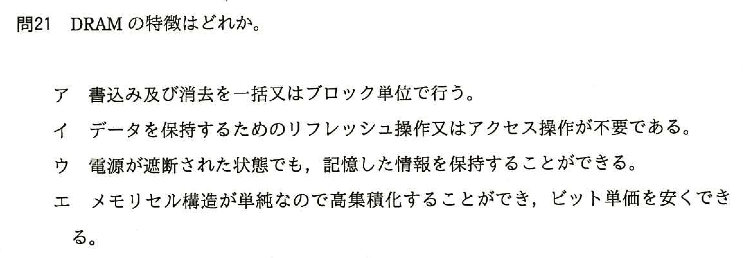 問21 DRAM の特徴はどれか。
ア 書込み及び消去を一括又はブロック単位で行う。
イ データを保持するためのリフレッシュ操作又はアクセス操作が不要である。
ウ 電源が遮断された状態でも，記憶した情報を保持することができる。
エ メモリセル構造が単純なので高集積化することができ，ビット単価を安くでき
る。